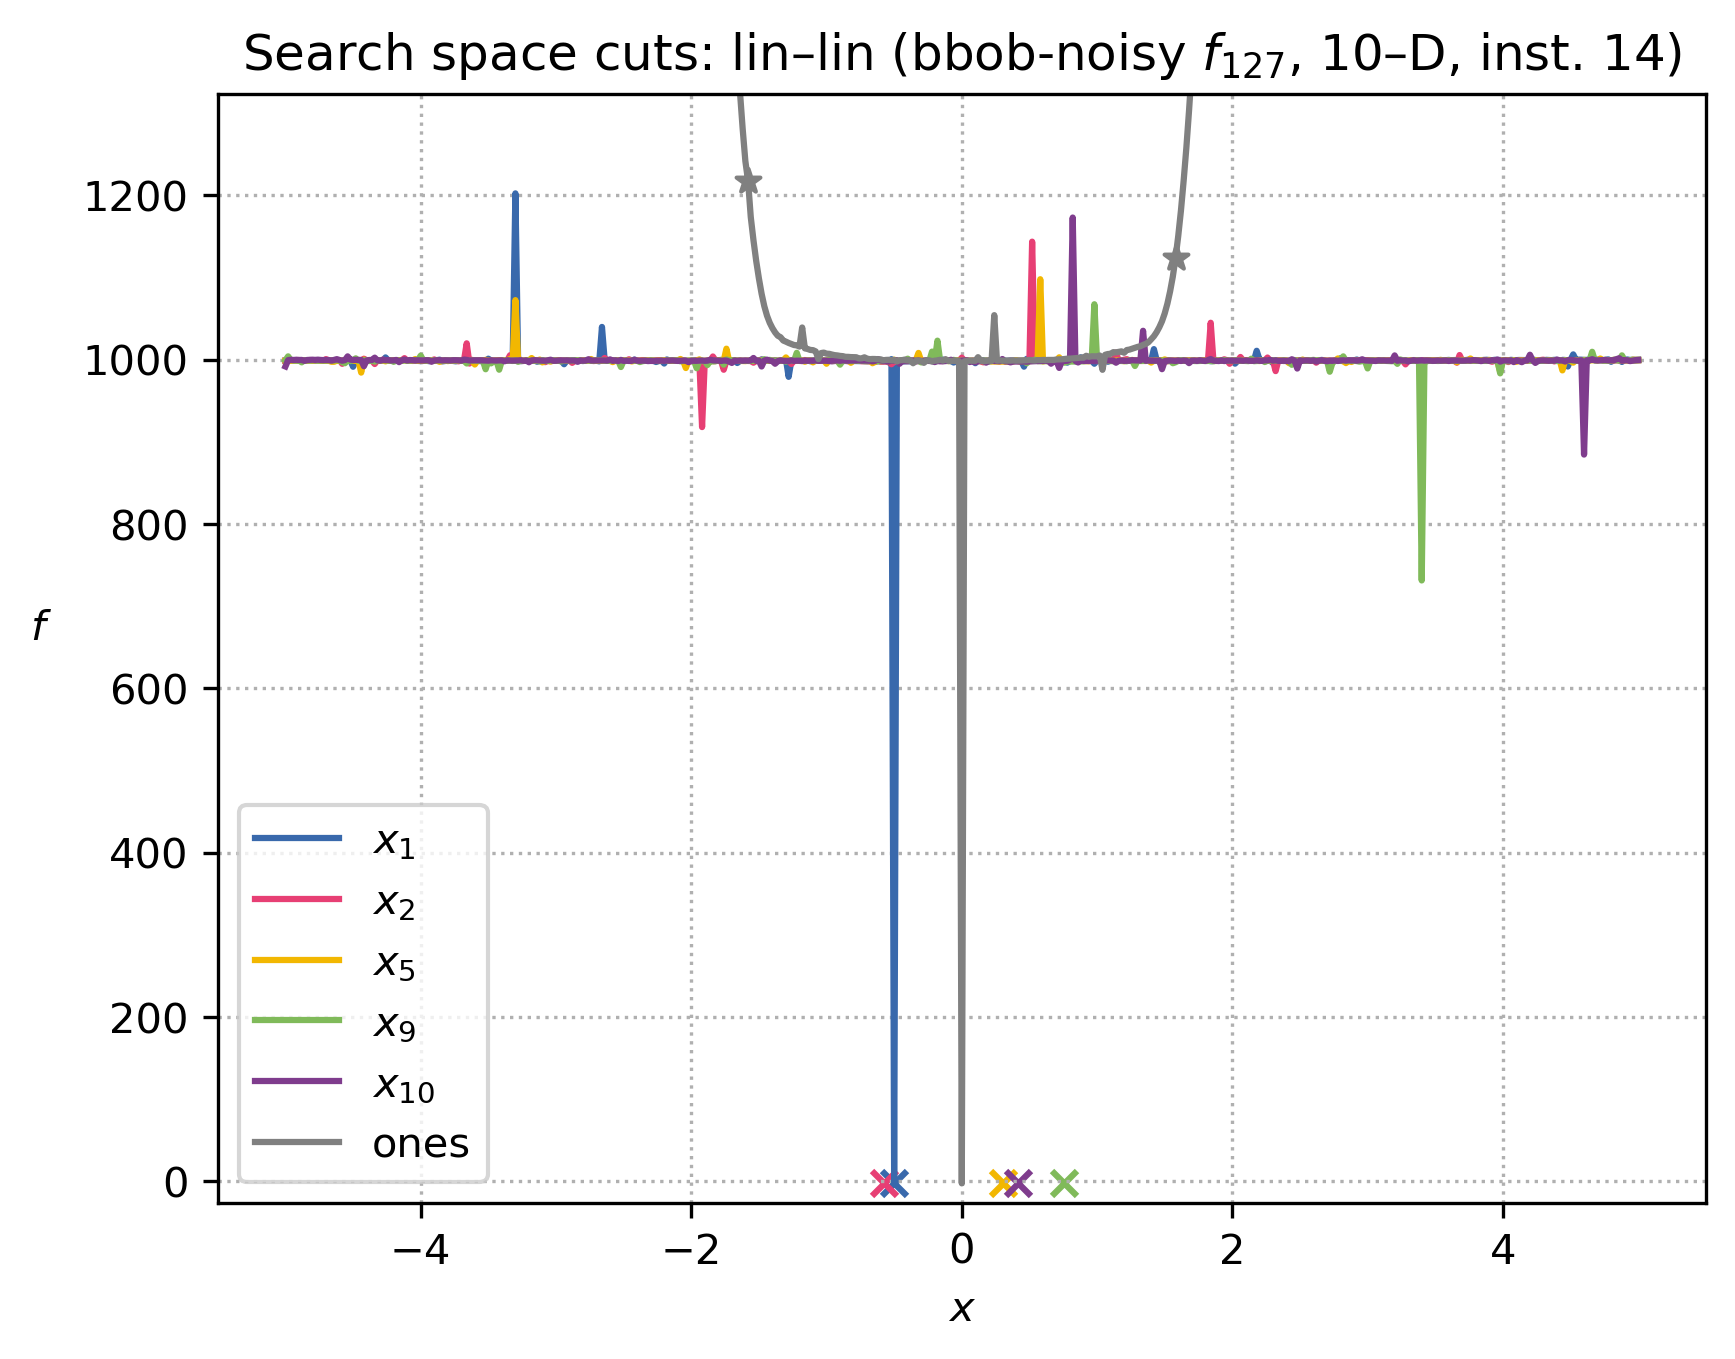 Search space cuts: lin–lin (bbob-noisy f₁₂₇, 10–D, inst. 14)
1200
1000
800
600
400
200
0
f
x₁
x₂
x₅
x₉
x₁₀
ones
−4
−2
0
2
4
x